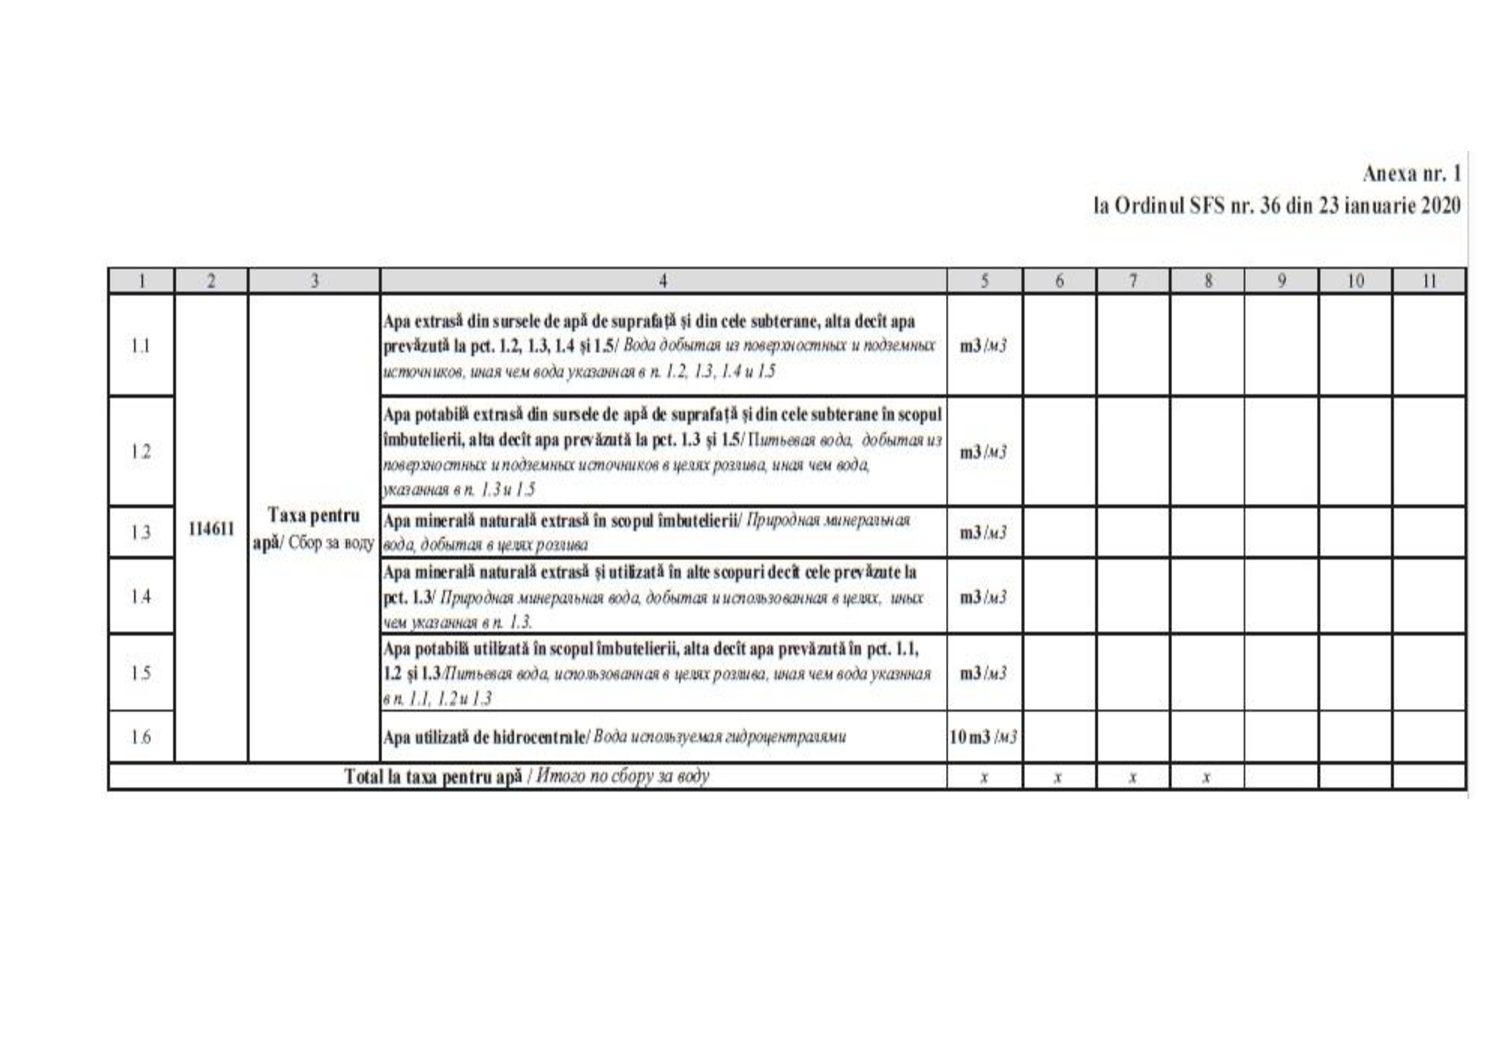 Anexa nr. 1
la Ordinul SFS nr. 36 din 23 ianuarie 2020
1 2 3 4 5 6 7 8 9 10 11
1.1
Apa extrasă din sursele de apă de suprafață și din cele subterane, alta decît apa
prevăzută la pct. 1.2, 1.3, 1.4 și 1.5/ Вода добытая из поверхностных и подземных
источников, иная чем вода указанная в п. 1.2, 1.3, 1.4 и 1.5
m3/м3
1.2
Apa potabilă extrasă din sursele de apă de suprafață și din cele subterane în scopul
îmbutelierii, alta decît apa prevăzută la pct. 1.3 și 1.5/ Питьевая вода, добытая из
поверхностных и подземных источников в целях розлива, иная чем вода,
указанная в п. 1.3 и 1.5
m3/м3
114611
Taxa pentru
apă/ Сбор за воду
1.3
Apa minerală naturală extrasă în scopul îmbutelierii/ Природная минеральная
вода, добытая в целях розлива
m3/м3
1.4
Apa minerală naturală extrasă și utilizată în alte scopuri decît cele prevăzute la
pct. 1.3/ Природная минеральная вода, добытая и использованная в целях, иных
чем указанная в п. 1.3.
m3/м3
1.5
Apa potabilă utilizată în scopul îmbutelierii, alta decît apa prevăzută în pct. 1.1,
1.2 și 1.3/Питьевая вода, использованная в целях розлива, иная чем вода указнная
в п. 1.1, 1.2 и 1.3
m3/м3
1.6
Apa utilizată de hidrocentrale/ Вода используемая гидроцентралями
10 m3 /м3
Total la taxa pentru apă / Итого по сбору за воду
x x x x